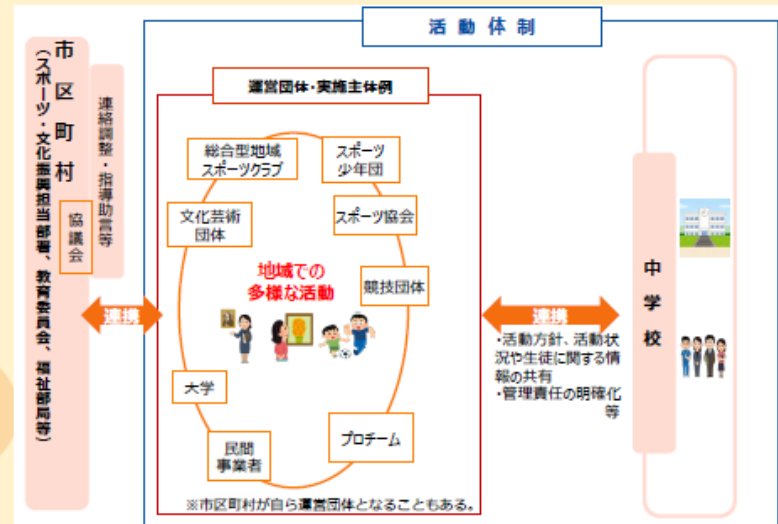 活動体制
市区町村
（スポーツ・文化振興担当部署、教育委員会、福祉部局等）
協議会
連絡調整・指導助言等
連携
運営団体・実施主体例
総合型地域
スポーツクラブ
スポーツ
少年団
文化芸術
団体
スポーツ協会
地域での
多様な活動
競技団体
大学
民間
事業者
プロチーム
※市区町村が自ら運営団体となることもある。
連携
・活動方針、活動状
況や生徒に関する情
報の共有
・管理責任の明確化
等
中学校